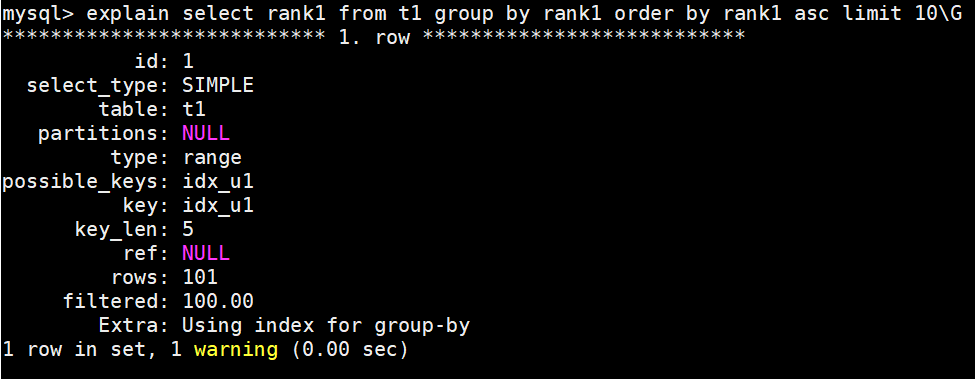 mysql> explain select rank1 from t1 group by rank1 order by rank1 asc limit 10\G
*************************** 1. row ***************************
id: 1
select_type: SIMPLE
table: t1
partitions: NULL
type: range
possible_keys: idx_u1
key: idx_u1
key_len: 5
ref: NULL
rows: 101
filtered: 100.00
Extra: Using index for group-by
1 row in set, 1 warning (0.00 sec)